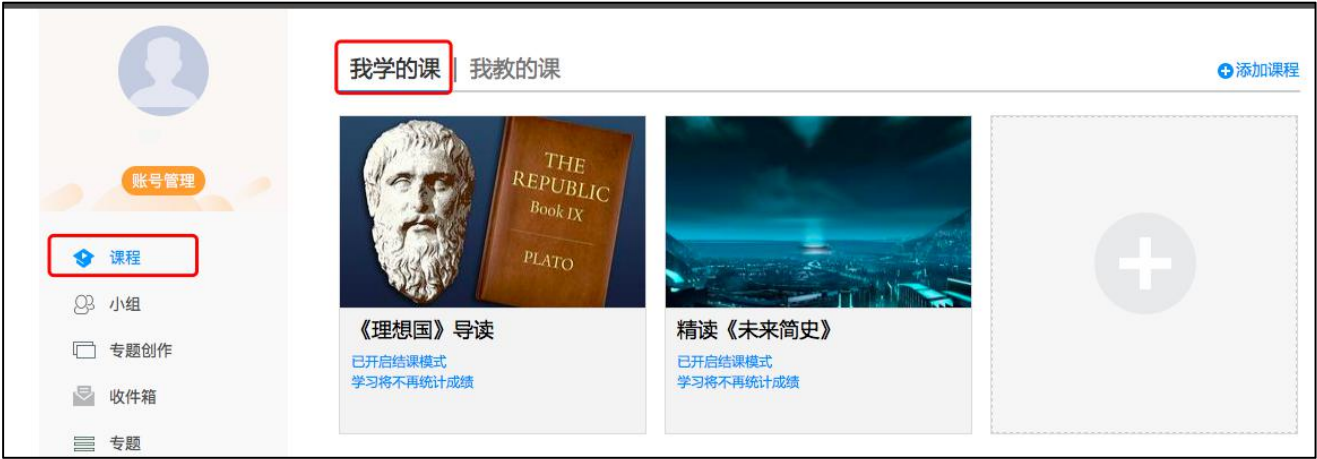 我学的课 | 我教的课
添加课程
账号管理
课程
小组
专题创作
收件箱
专题
THE
REPUBLIC
Book IX
PLATO
《理想国》导读
已开启结课模式
学习将不再统计成绩
精读《未来简史》
已开启结课模式
学习将不再统计成绩